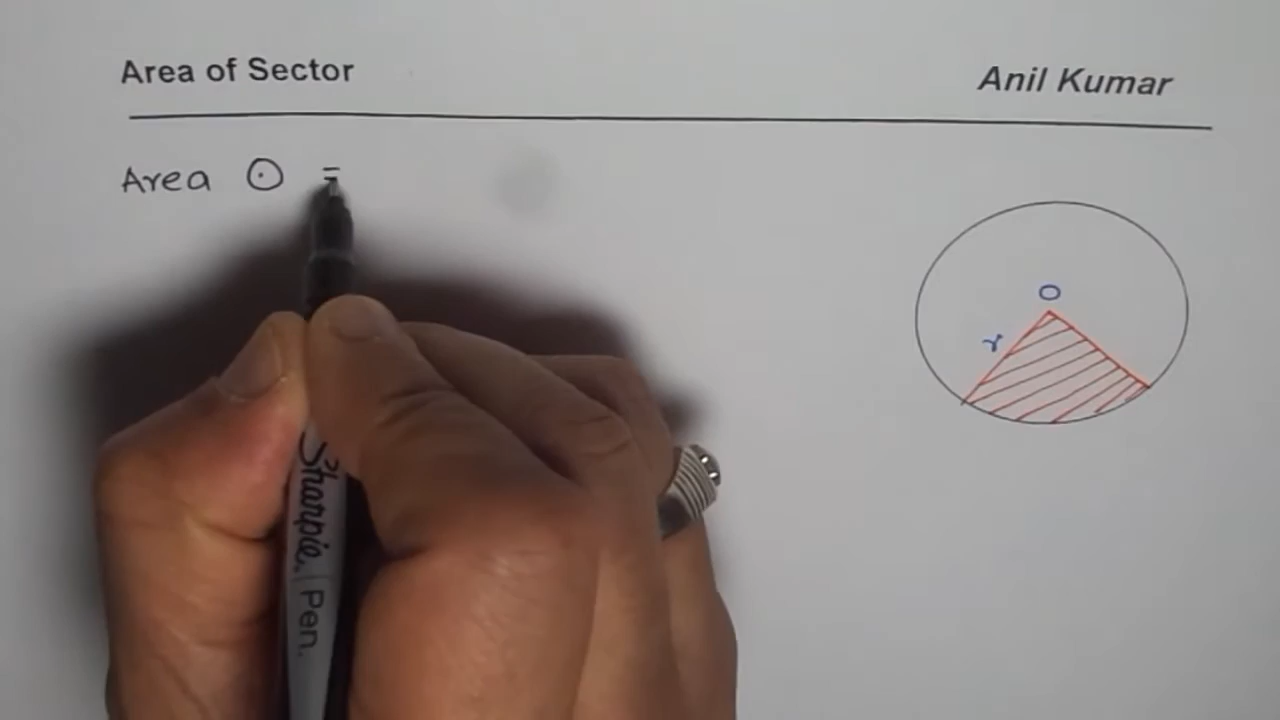 Area of Sector
Anil Kumar
Area ⊙ =
O
r
Sharpie. | Pen.